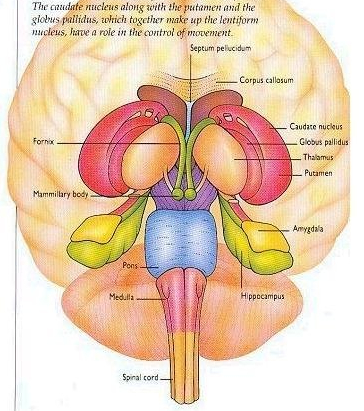 The caudate nucleus along with the putamen and the
globus pallidus, which together make up the lentiform
nucleus, have a role in the control of movement.
Septum pellucidum
Corpus callosum
Caudate nucleus
Fornix
Globus pallidus
Thalamus
Putamen
Mammillary body
Amygdala
Pons
Medulla
Hippocampus
Spinal cord